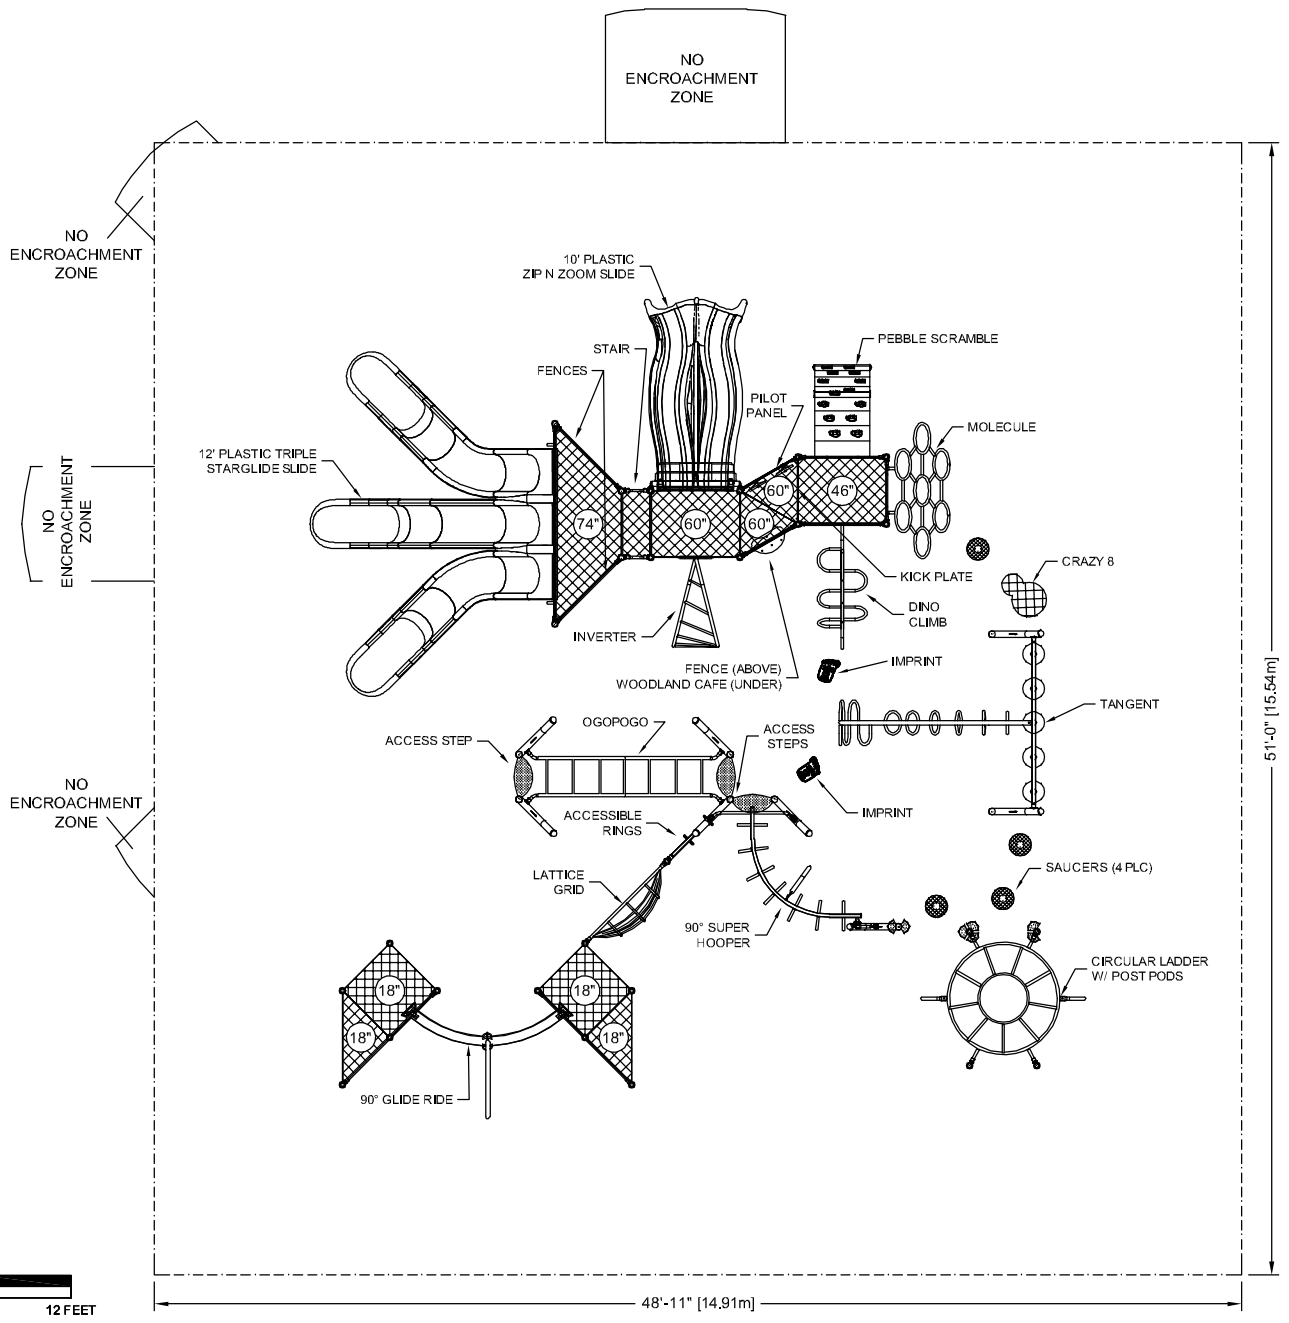 NO
ENCROACHMENT
ZONE
NO
ENCROACHMENT
ZONE
10' PLASTIC
ZIP N ZOOM SLIDE
STAIR
PEBBLE SCRAMBLE
FENCES
PILOT
PANEL
MOLECULE
12' PLASTIC TRIPLE
STARGLIDE SLIDE
NO
ENCROACHMENT
ZONE
74"
60"
60"
60"
46"
CRAZY 8
KICK PLATE
DINO
CLIMB
INVERTER
FENCE (ABOVE)
WOODLAND CAFE (UNDER)
IMPRINT
51'-0" [15.54m]
TANGENT
OGOPOGO
ACCESS
STEPS
ACCESS STEP
NO
ENCROACHMENT
ZONE
ACCESSIBLE
RINGS
IMPRINT
LATTICE
GRID
SAUCERS (4 PLC)
90° SUPER
HOOPER
CIRCULAR LADDER
W/ POST PODS
18"
18"
18"
18"
90° GLIDE RIDE
12 FEET
48'-11" [14.91m]